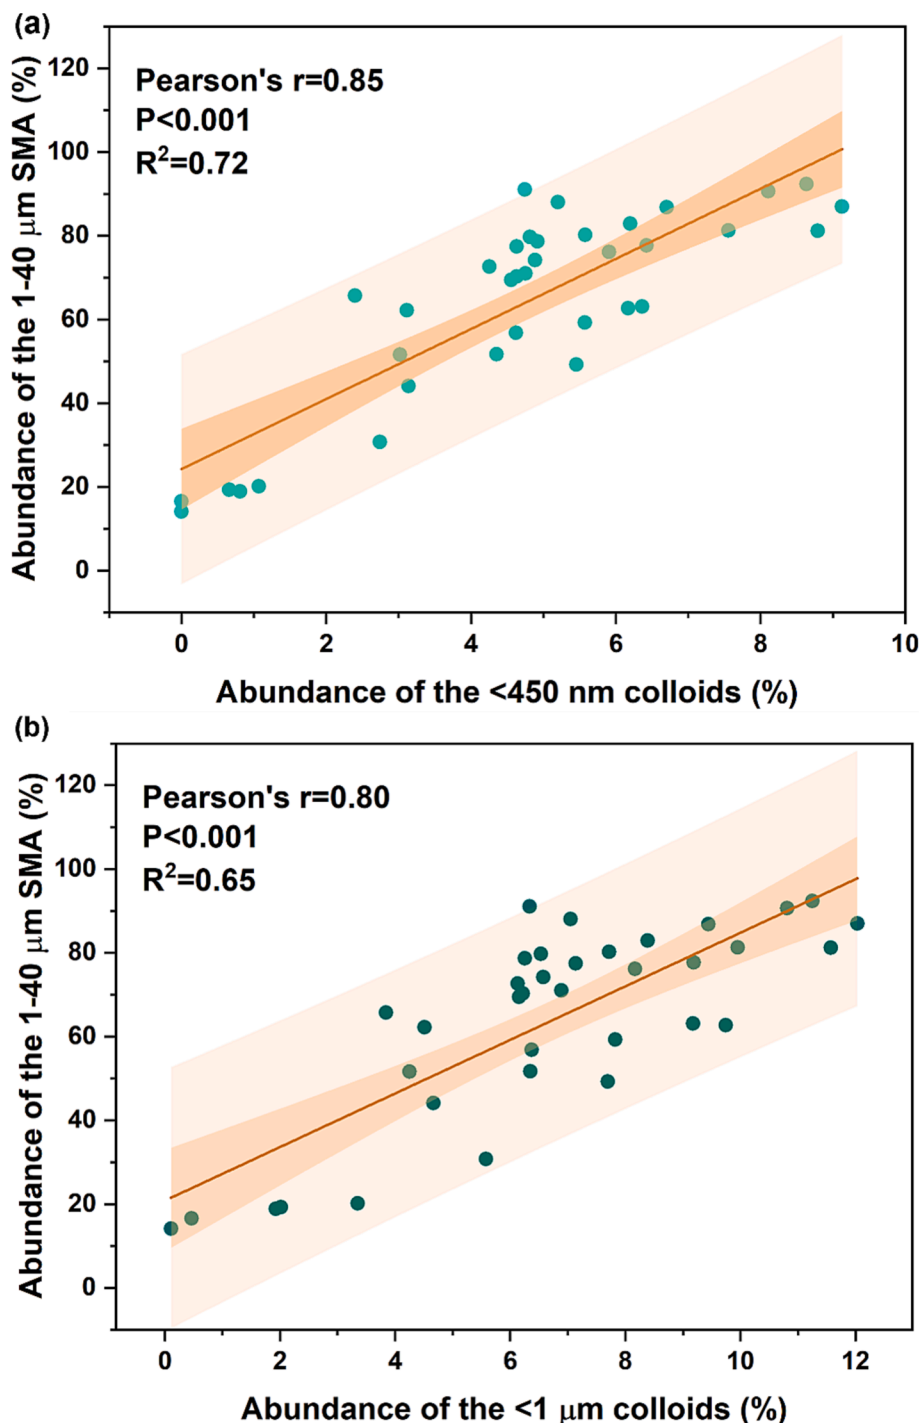 (a)
Abundance of the 1-40 μm SMA (%)
120
100
80
60
40
20
0
Pearson's r=0.85
P<0.001
R²=0.72
0 2 4 6 8 10
Abundance of the <450 nm colloids (%)
(b)
Abundance of the 1-40 μm SMA (%)
120
100
80
60
40
20
0
Pearson's r=0.80
P<0.001
R²=0.65
0 2 4 6 8 10 12
Abundance of the <1 μm colloids (%)